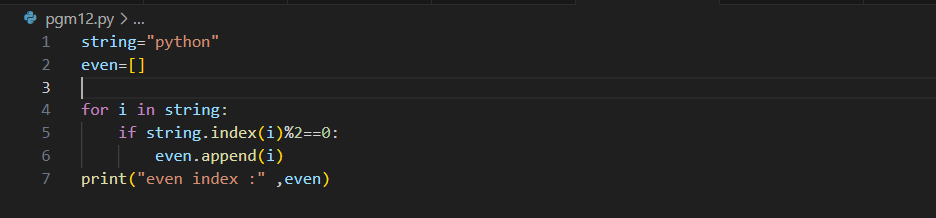 pgm12.py > ...
1 string="python"
2 even=[]
3
4 for i in string:
5     if string.index(i)%2==0:
6         even.append(i)
7 print("even index :" ,even)